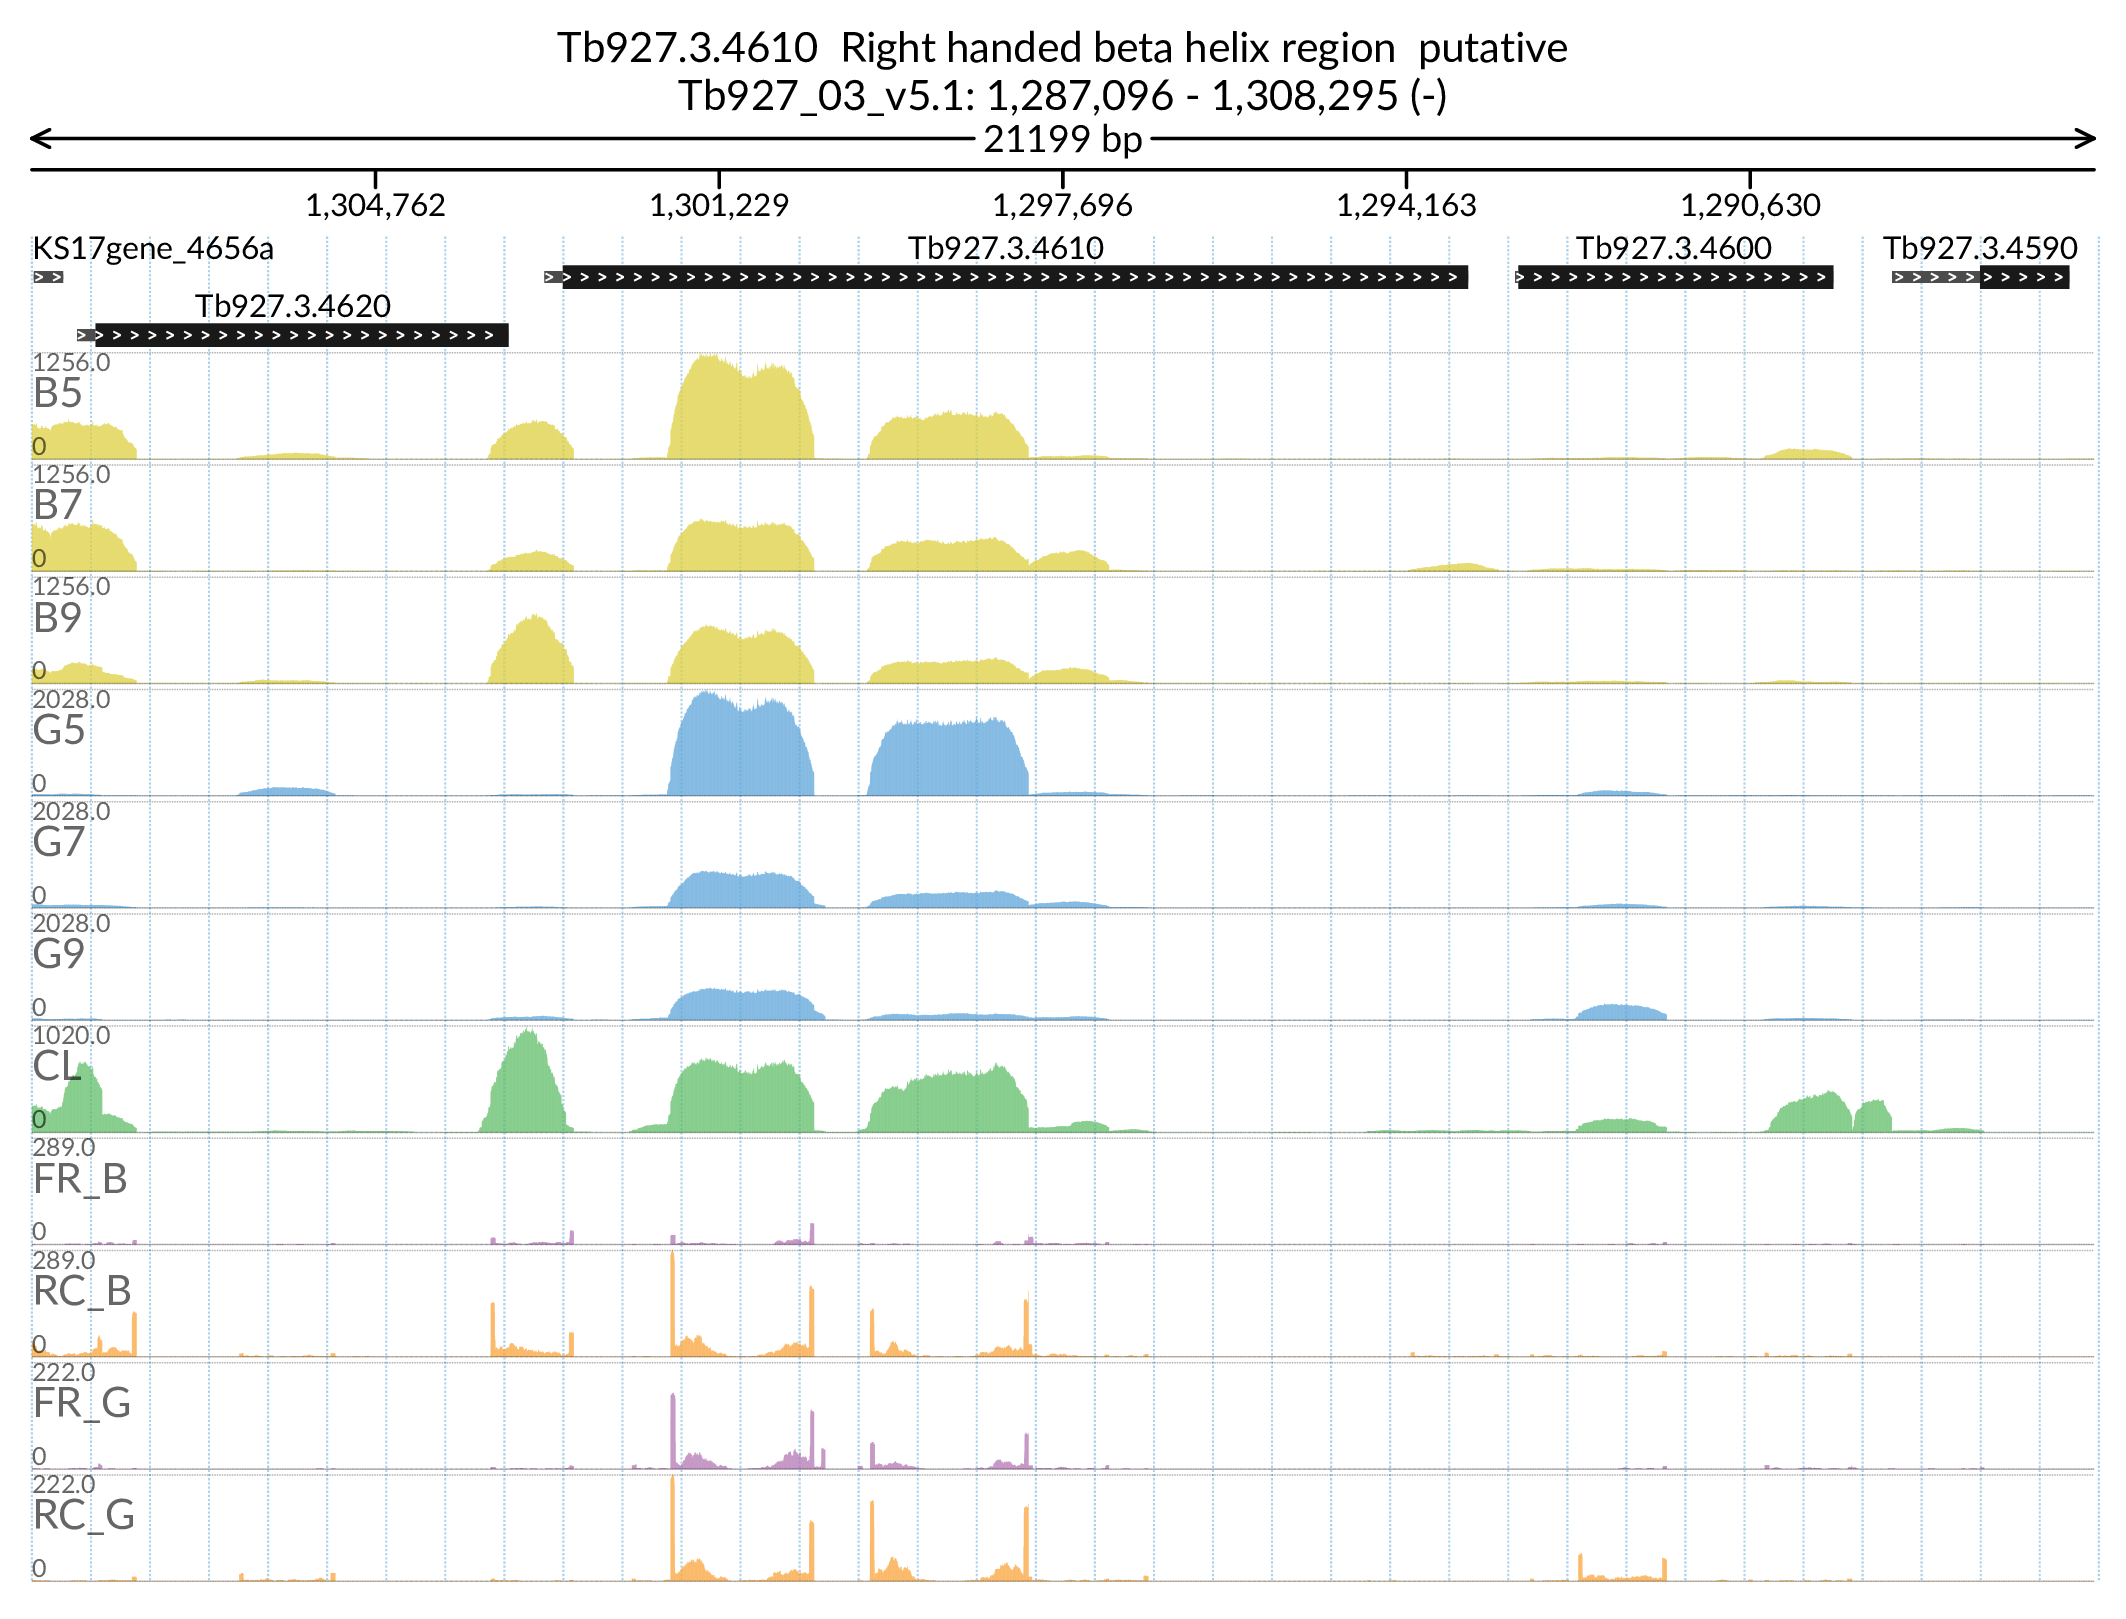 Tb927.3.4610 Right handed beta helix region putative
Tb927_03_v5.1: 1,287,096 - 1,308,295 (-)
21199 bp
1,304,762 1,301,229 1,297,696 1,294,163 1,290,630
KS17gene_4656a Tb927.3.4610 Tb927.3.4600 Tb927.3.4590
Tb927.3.4620
1256.0
B5
0
1256.0
B7
0
1256.0
B9
0
2028.0
G5
0
2028.0
G7
0
2028.0
G9
0
1020.0
CL
0
289.0
FR_B
0
289.0
RC_B
0
222.0
FR_G
0
222.0
RC_G
0